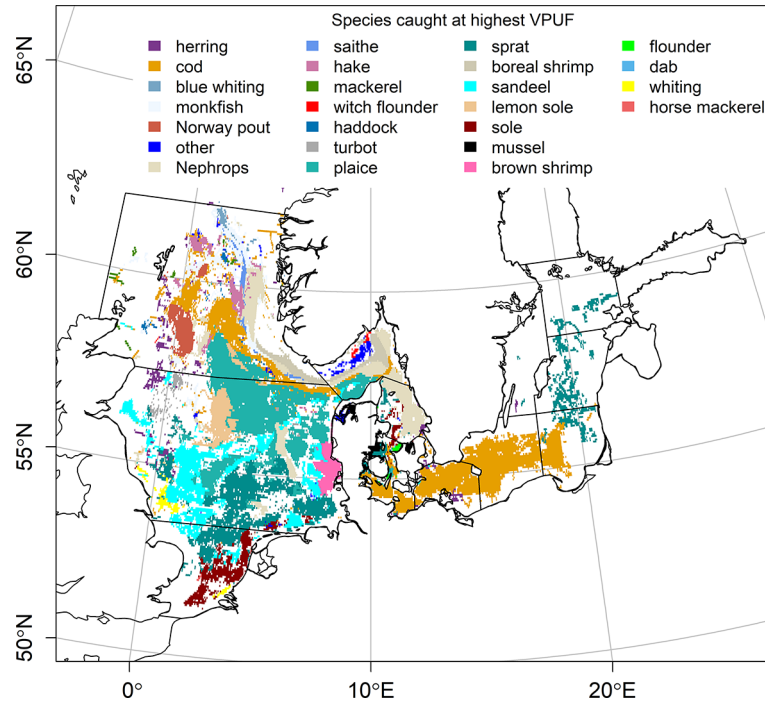 Species caught at highest VPUF
herring saithe sprat flounder
cod hake boreal shrimp dab
blue whiting mackerel sandeel whiting
monkfish witch flounder lemon sole horse mackerel
Norway pout haddock sole
other turbot mussel
Nephrops plaice brown shrimp
65°N
60°N
55°N
50°N
0° 10°E 20°E